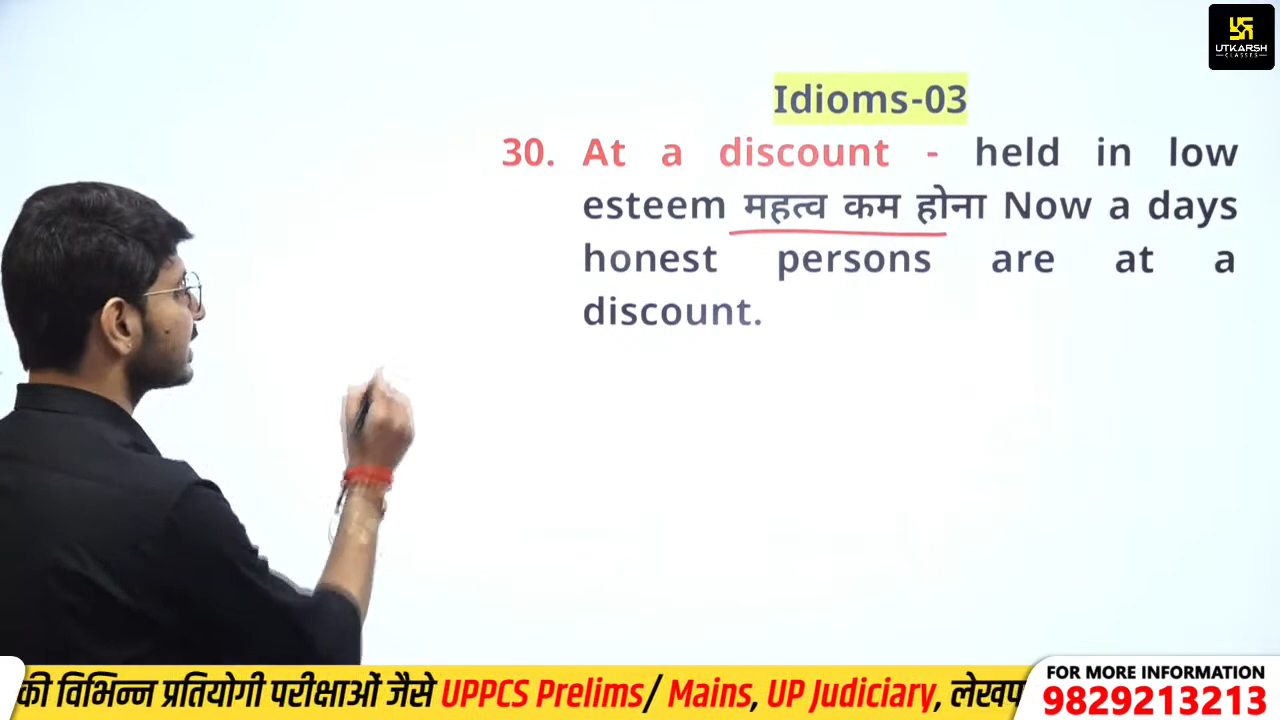 UTKARSH
CLASSES
Idioms-03
30. At a discount - held in low
esteem महत्व कम होना Now a days
honest persons are at a
discount.
की विभिन्न प्रतियोगी परीक्षाओं जैसे UPPCS Prelims/ Mains, UP Judiciary, लेखप
FOR MORE INFORMATION
9829213213